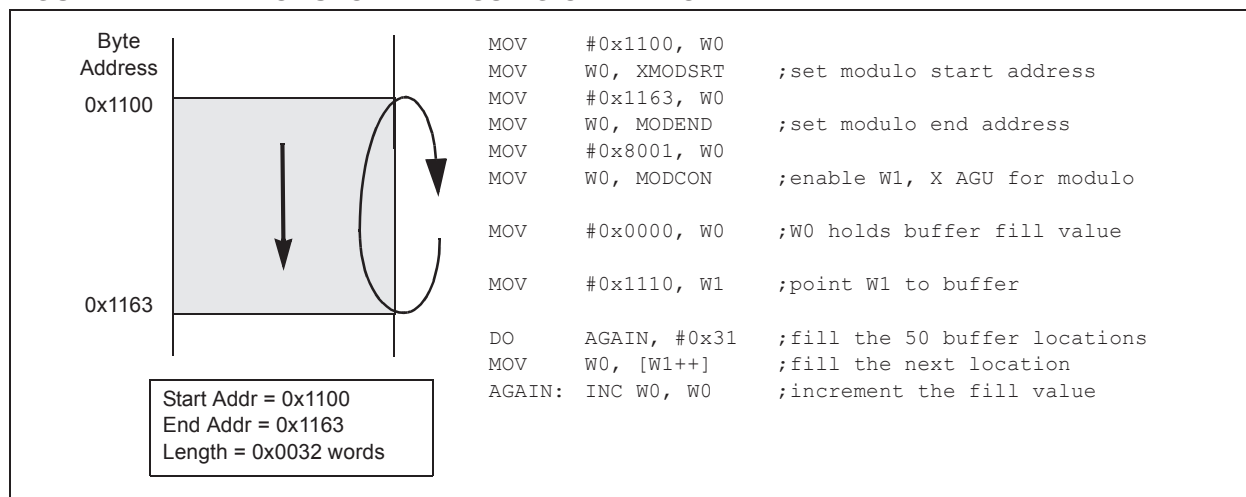 Byte
Address
0x1100
0x1163
Start Addr = 0x1100
End Addr = 0x1163
Length = 0x0032 words
MOV #0x1100, W0
MOV W0, XMODSRT ;set modulo start address
MOV #0x1163, W0
MOV W0, MODEND ;set modulo end address
MOV #0x8001, W0
MOV W0, MODCON ;enable W1, X AGU for modulo
MOV #0x0000, W0 ;W0 holds buffer fill value
MOV #0x1110, W1 ;point W1 to buffer
DO AGAIN, #0x31 ;fill the 50 buffer locations
MOV W0, [W1++] ;fill the next location
AGAIN: INC W0, W0 ;increment the fill value